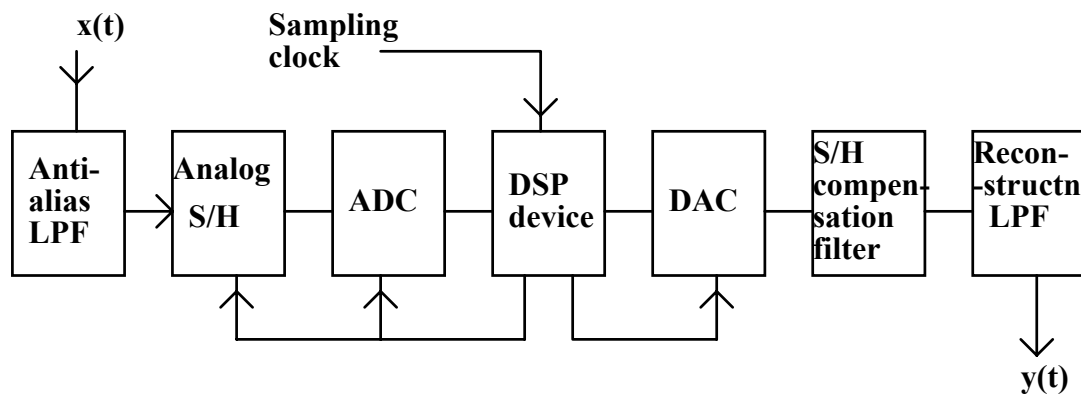 x(t)
Sampling
clock
Anti-
alias
LPF
Analog
S/H
ADC
DSP
device
DAC
S/H
compen-
sation
filter
Recon-
-structn
LPF
y(t)